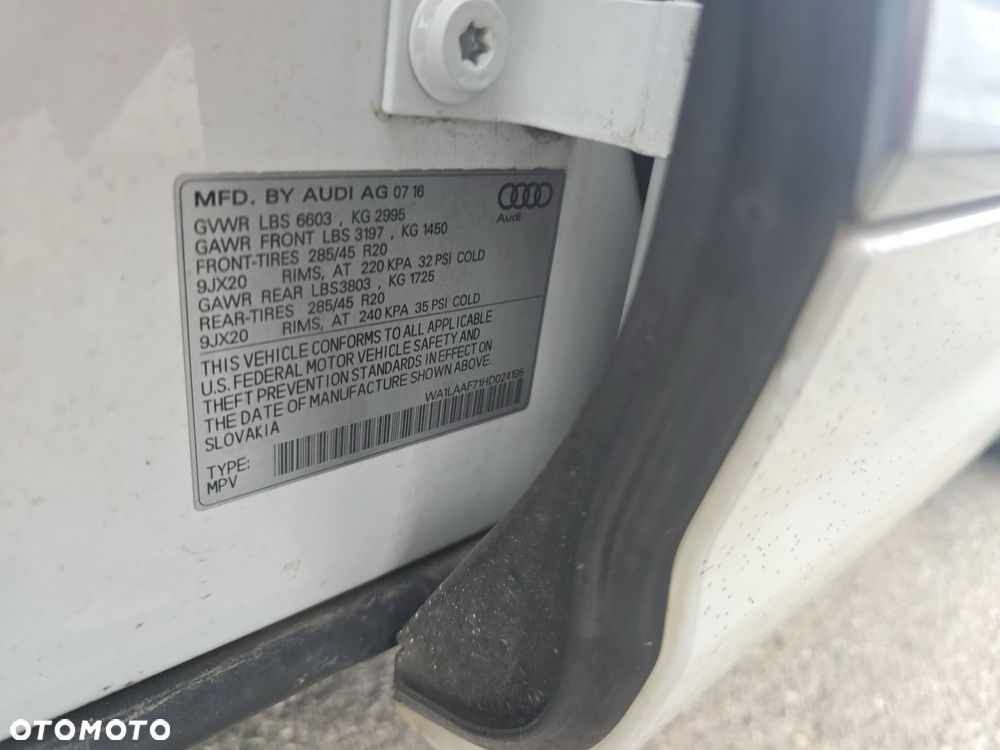 MFD. BY AUDI AG 07 16
Audi
GVWR LBS 6603 , KG 2995
GAWR FRONT LBS 3197 , KG 1450
FRONT-TIRES 285/45 R20
9JX20 RIMS, AT 220 KPA 32 PSI COLD
GAWR REAR LBS3803 , KG 1725
REAR-TIRES 285/45 R20
9JX20 RIMS, AT 240 KPA 35 PSI COLD
THIS VEHICLE CONFORMS TO ALL APPLICABLE
U.S. FEDERAL MOTOR VEHICLE SAFETY AND
THEFT PREVENTION STANDARDS IN EFFECT ON
THE DATE OF MANUFACTURE SHOWN ABOVE.
SLOVAKIA
WA1LAAF71HD024195
TYPE:
MPV
OTOMOTO